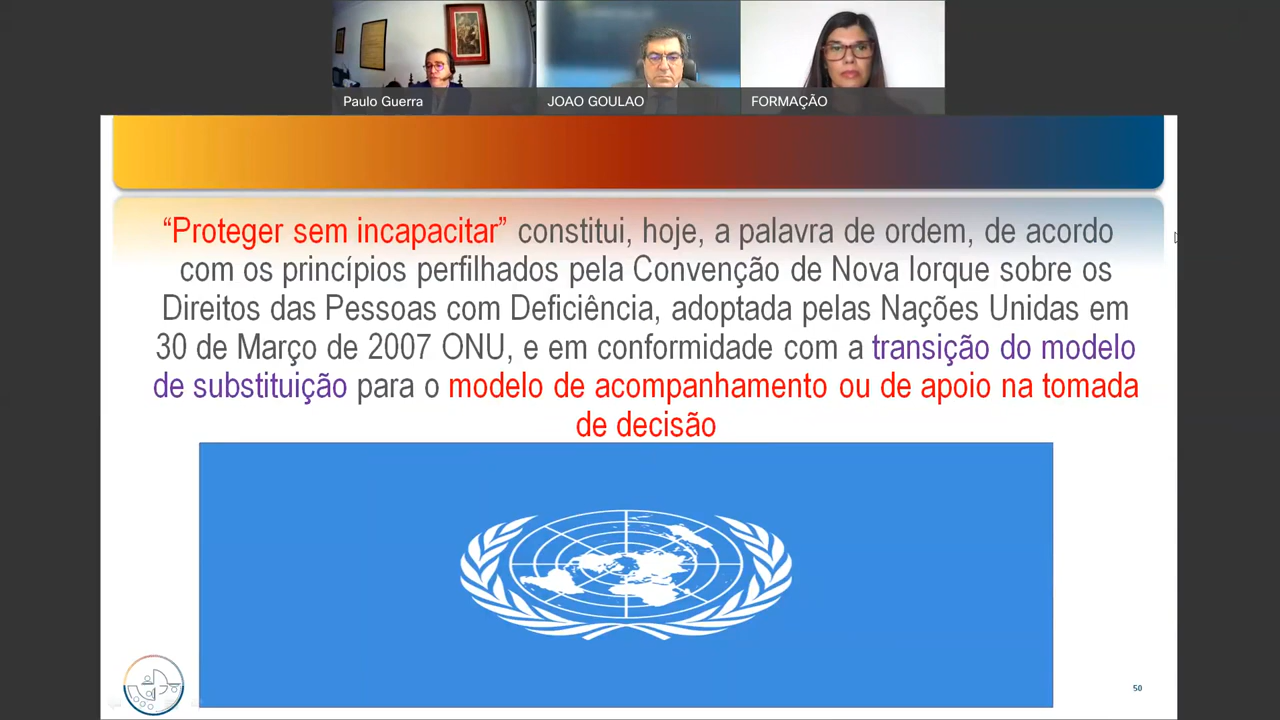 Paulo Guerra
JOAO GOULAO
FORMAÇÃO
“Proteger sem incapacitar” constitui, hoje, a palavra de ordem, de acordo
com os princípios perfilhados pela Convenção de Nova Iorque sobre os
Direitos das Pessoas com Deficiência, adoptada pelas Nações Unidas em
30 de Março de 2007 ONU, e em conformidade com a transição do modelo
de substituição para o modelo de acompanhamento ou de apoio na tomada
de decisão
50